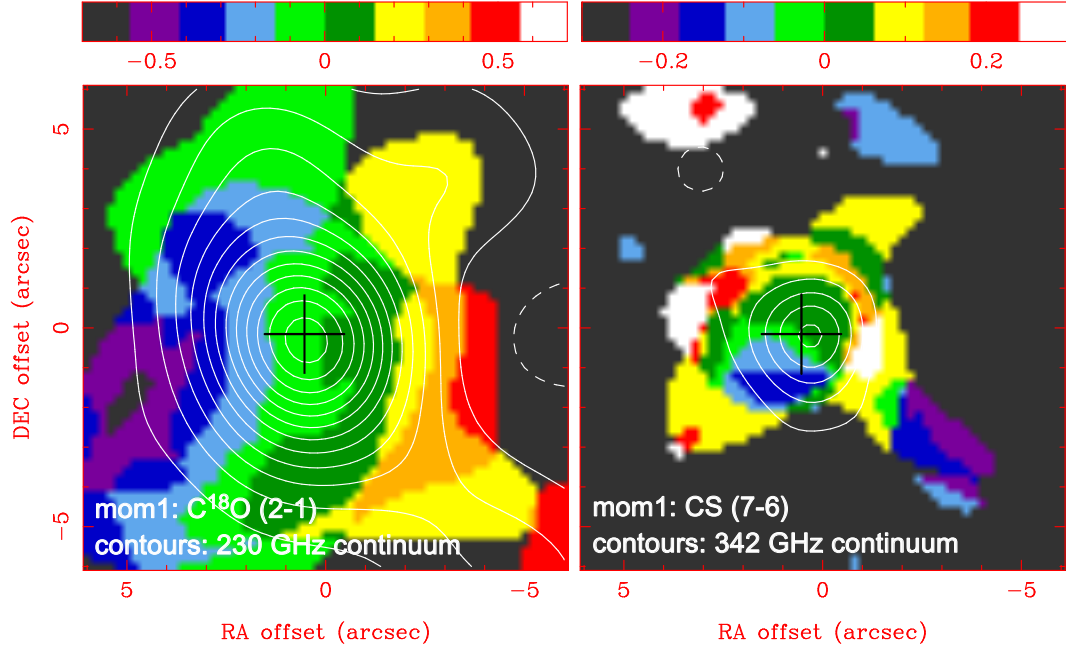 −0.5 0 0.5
−0.2 0 0.2
5
0
−5
DEC offset (arcsec)
mom1: C¹⁸O (2-1)
contours: 230 GHz continuum
mom1: CS (7-6)
contours: 342 GHz continuum
5 0 −5
5 0 −5
RA offset (arcsec)
RA offset (arcsec)